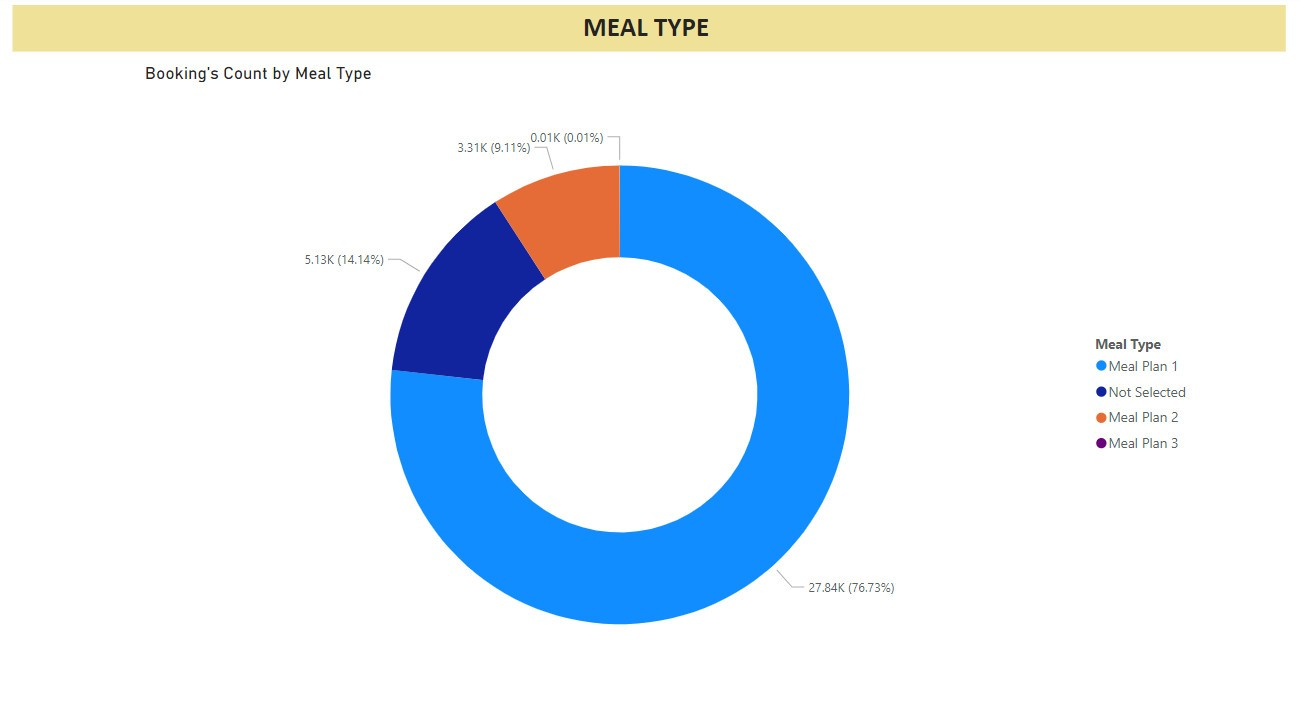 MEAL TYPE
Booking's Count by Meal Type
0.01K (0.01%)
3.31K (9.11%)
5.13K (14.14%)
27.84K (76.73%)
Meal Type
Meal Plan 1
Not Selected
Meal Plan 2
Meal Plan 3